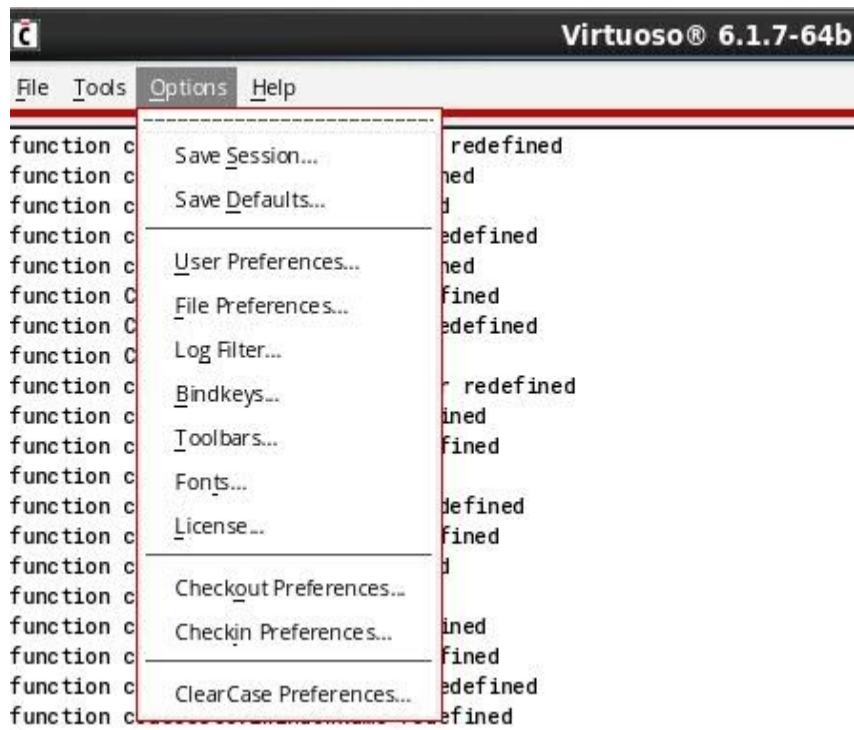 Virtuoso® 6.1.7-64b
File Tools Options Help
Save Session...
Save Defaults...
User Preferences...
File Preferences...
Log Filter...
Bindkeys...
Toolbars...
Fonts...
License...
Checkout Preferences...
Checkin Preferences...
ClearCase Preferences...
function c redefined
function c ned
function c d
function c edefined
function c ned
function C fined
function C edefined
function C
function c r redefined
function c ined
function c fined
function c
function c defined
function c fined
function c d
function c
function c ined
function c fined
function c edefined
function c efined